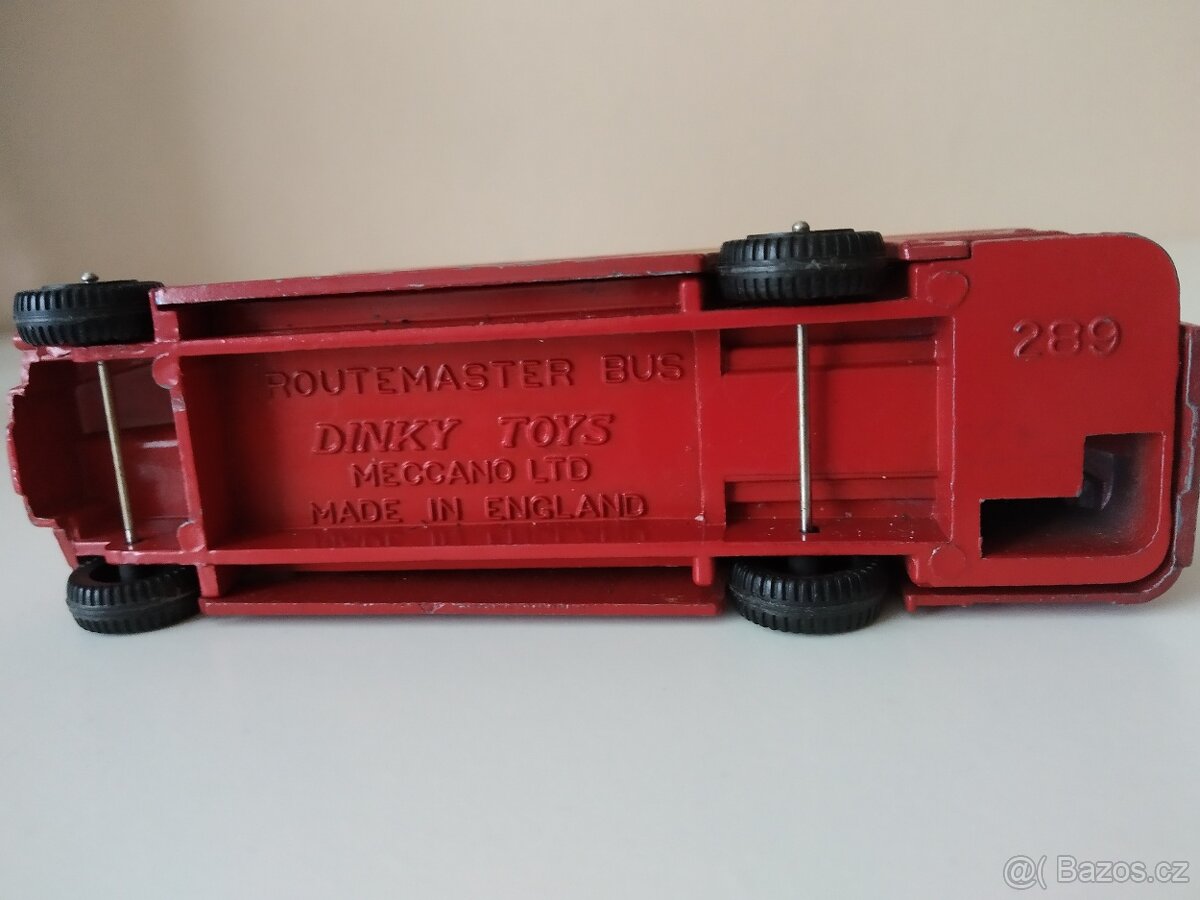 ROUTEMASTER BUS
DINKY TOYS
MECCANO LTD
MADE IN ENGLAND
289
@( Bazos.cz